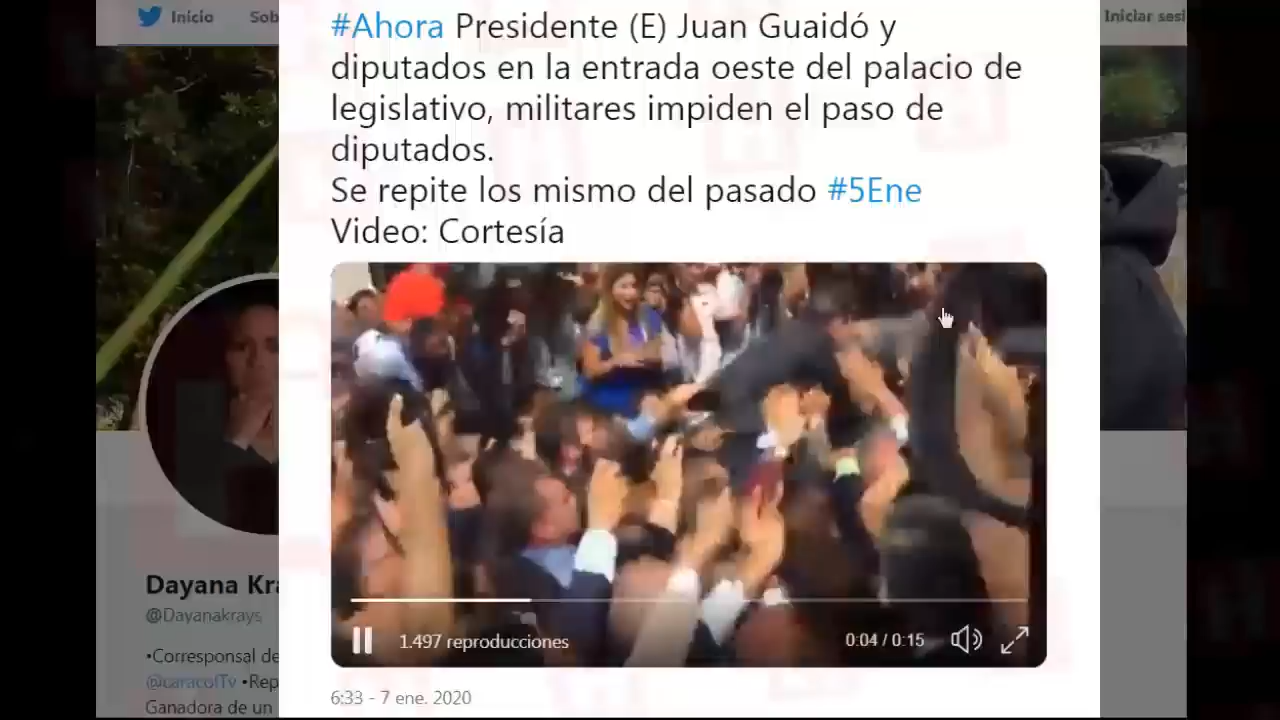 Inicio
Sob
Iniciar sesi
#Ahora Presidente (E) Juan Guaidó y
diputados en la entrada oeste del palacio de
legislativo, militares impiden el paso de
diputados.
Se repite los mismo del pasado #5Ene
Video: Cortesía
1.497 reproducciones
0:04 / 0:15
6:33 - 7 ene. 2020
Dayana Kra
@Dayanakrays
•Corresponsal de
@caracolTv •Rep
Ganadora de un